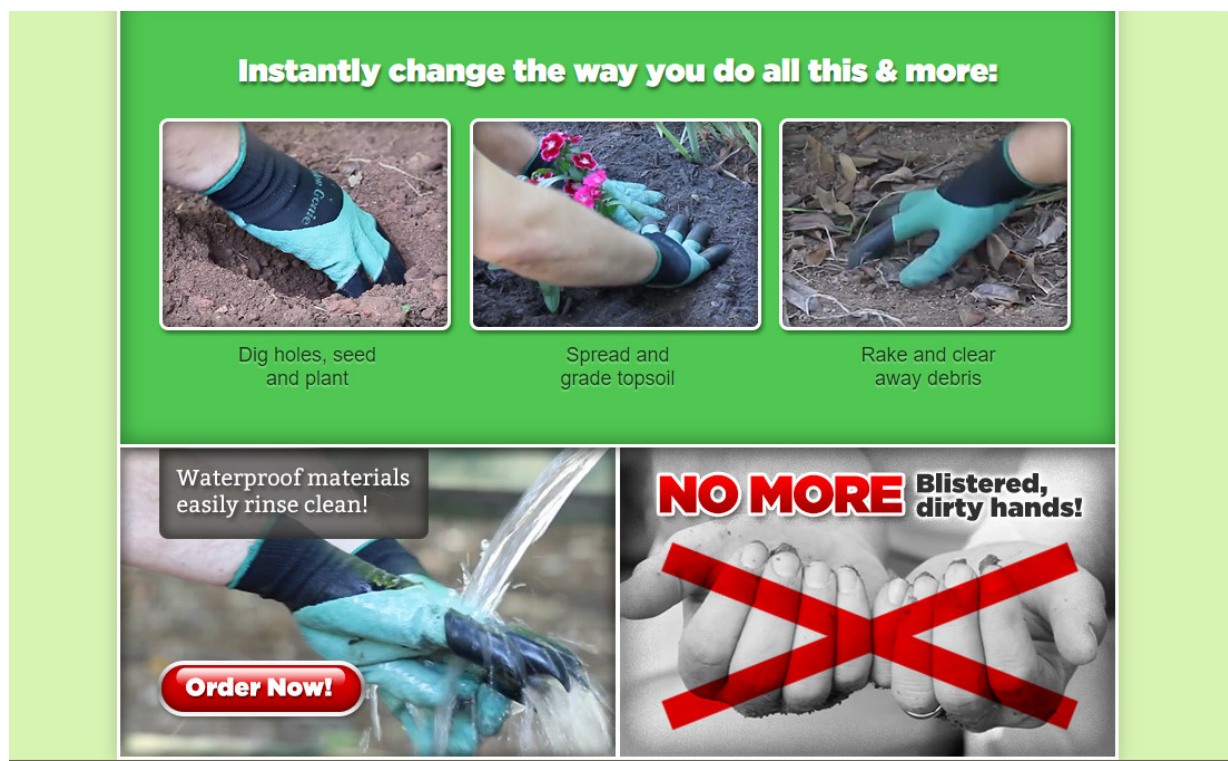 Instantly change the way you do all this & more:
Dig holes, seed
and plant
Spread and
grade topsoil
Rake and clear
away debris
Waterproof materials
easily rinse clean!
Order Now!
NO MORE Blistered,
dirty hands!